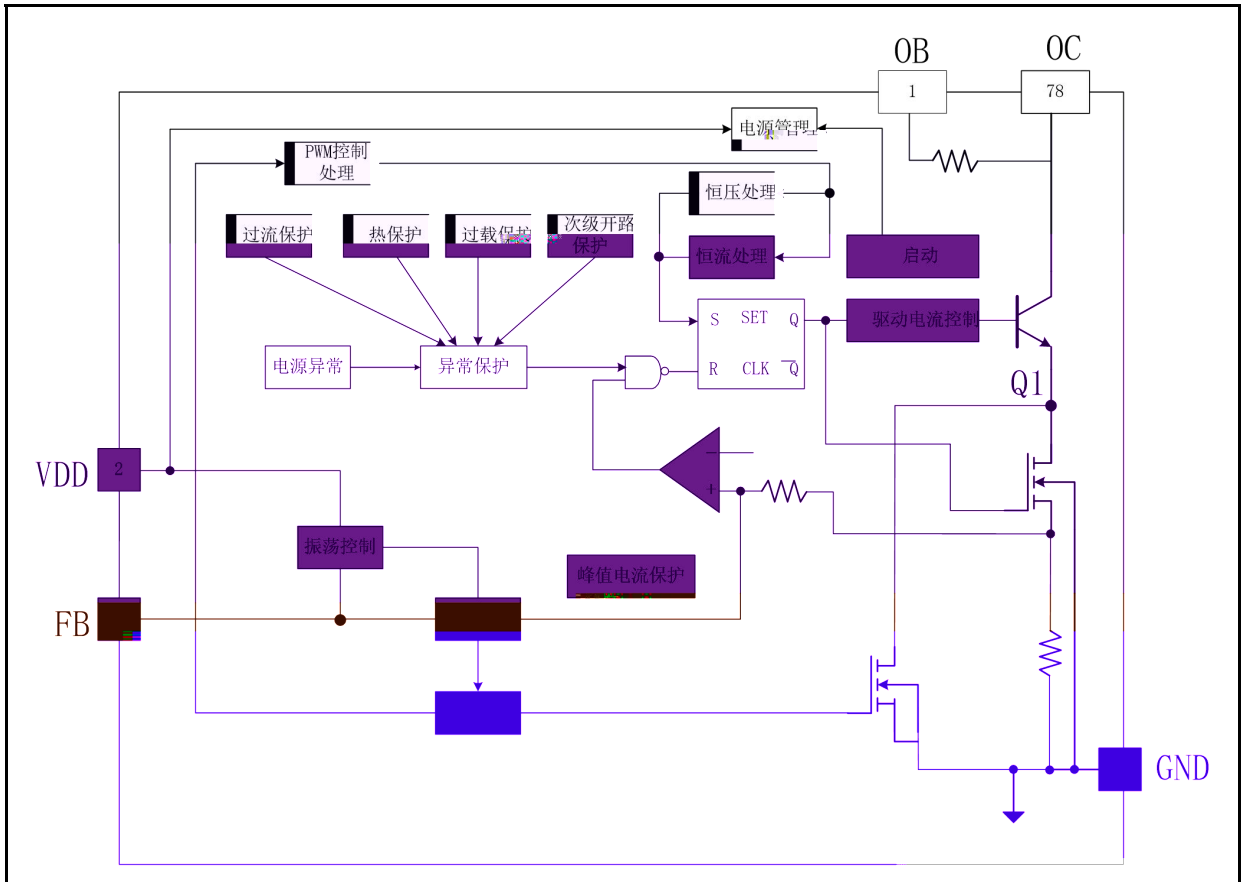 OB
OC
1
78
电源管理
PWM控制
处理
恒压处理
过流保护
热保护
过载保护
次级开路
保护
恒流处理
启动
S
SET
Q
驱动电流控制
电源异常
异常保护
R
CLK
Q
Q1
VDD
2
+
振荡控制
峰值电流保护
FB
GND